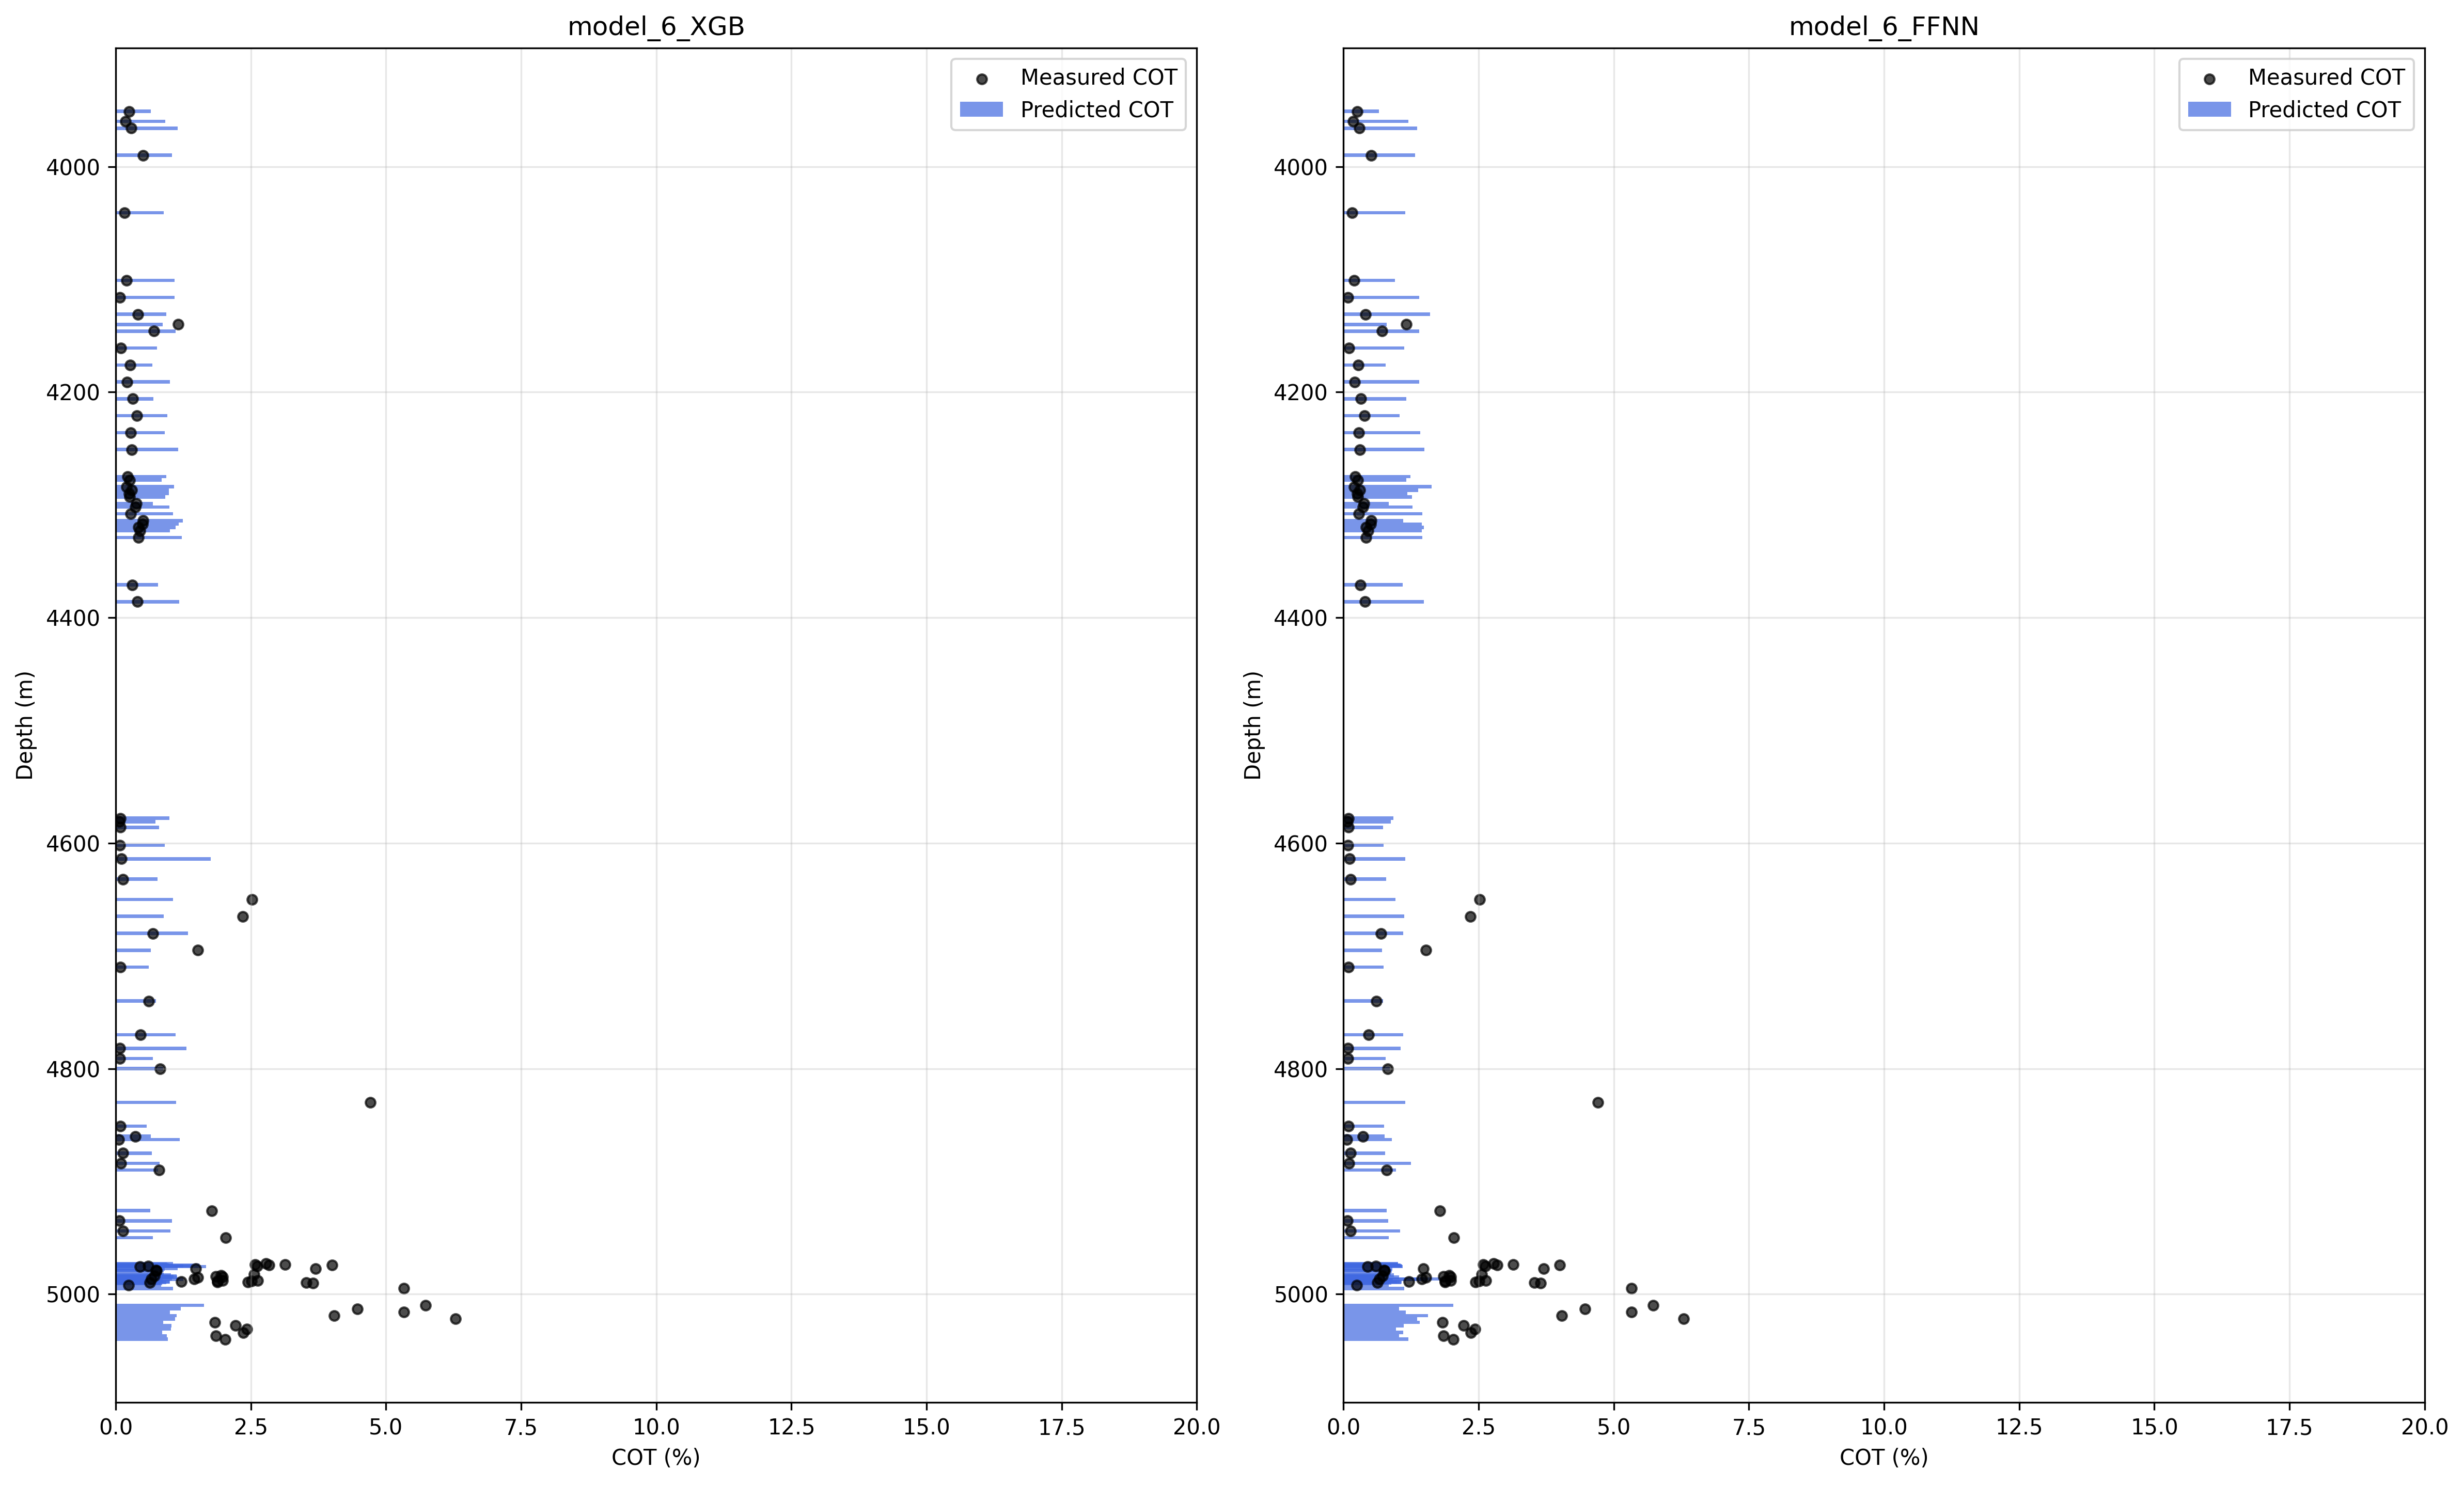 model_6_XGB
Measured COT
Predicted COT
4000
4200
4400
4600
4800
5000
Depth (m)
0.0 2.5 5.0 7.5 10.0 12.5 15.0 17.5 20.0
COT (%)
model_6_FFNN
Measured COT
Predicted COT
4000
4200
4400
4600
4800
5000
Depth (m)
0.0 2.5 5.0 7.5 10.0 12.5 15.0 17.5 20.0
COT (%)